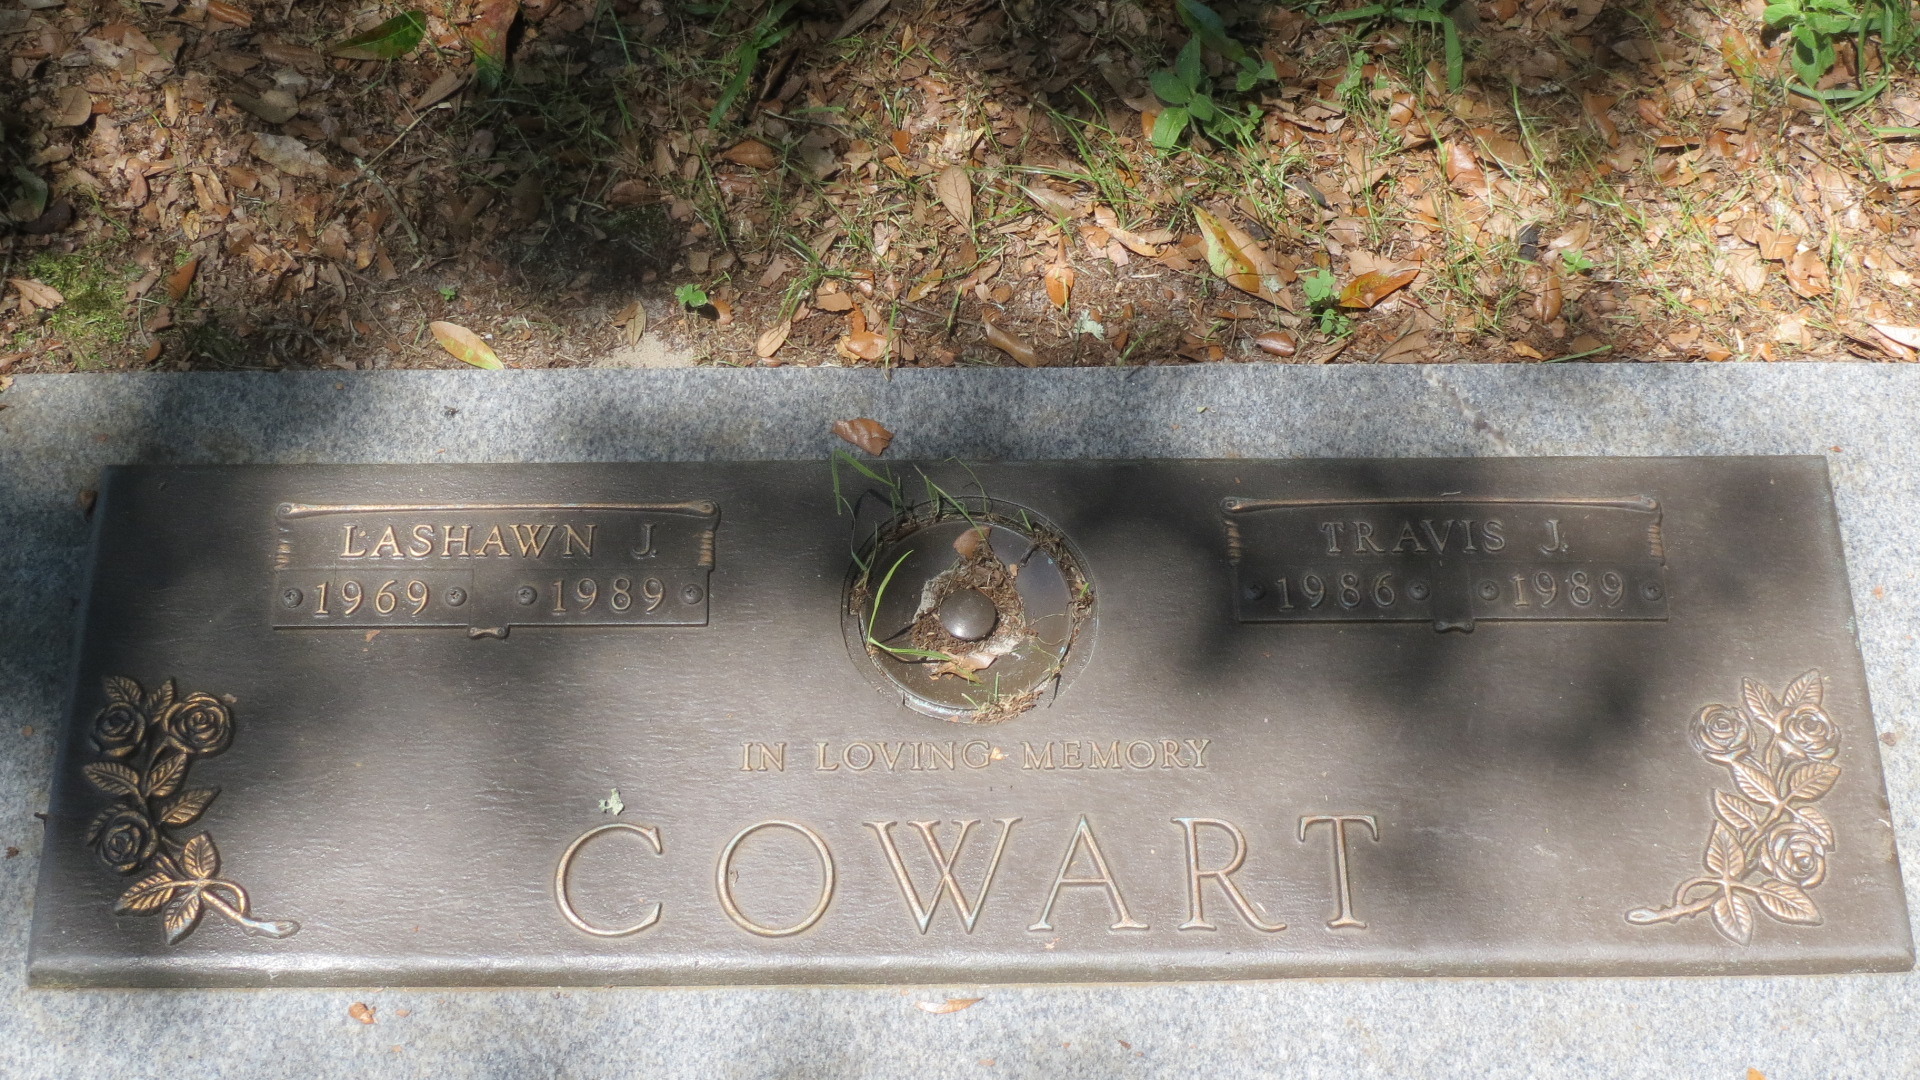 LASHAWN J.
1969 1989
TRAVIS J.
1986 1989
IN LOVING MEMORY
COWART